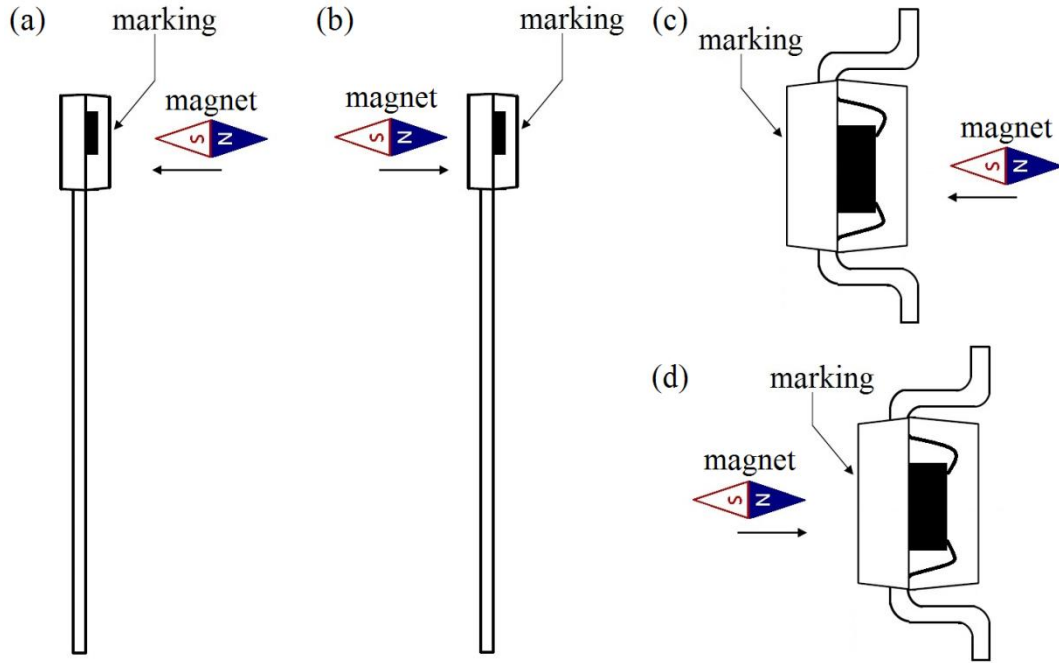 (a)
marking
magnet
S N
(b)
marking
magnet
S N
(c)
marking
magnet
S N
(d)
marking
magnet
S N